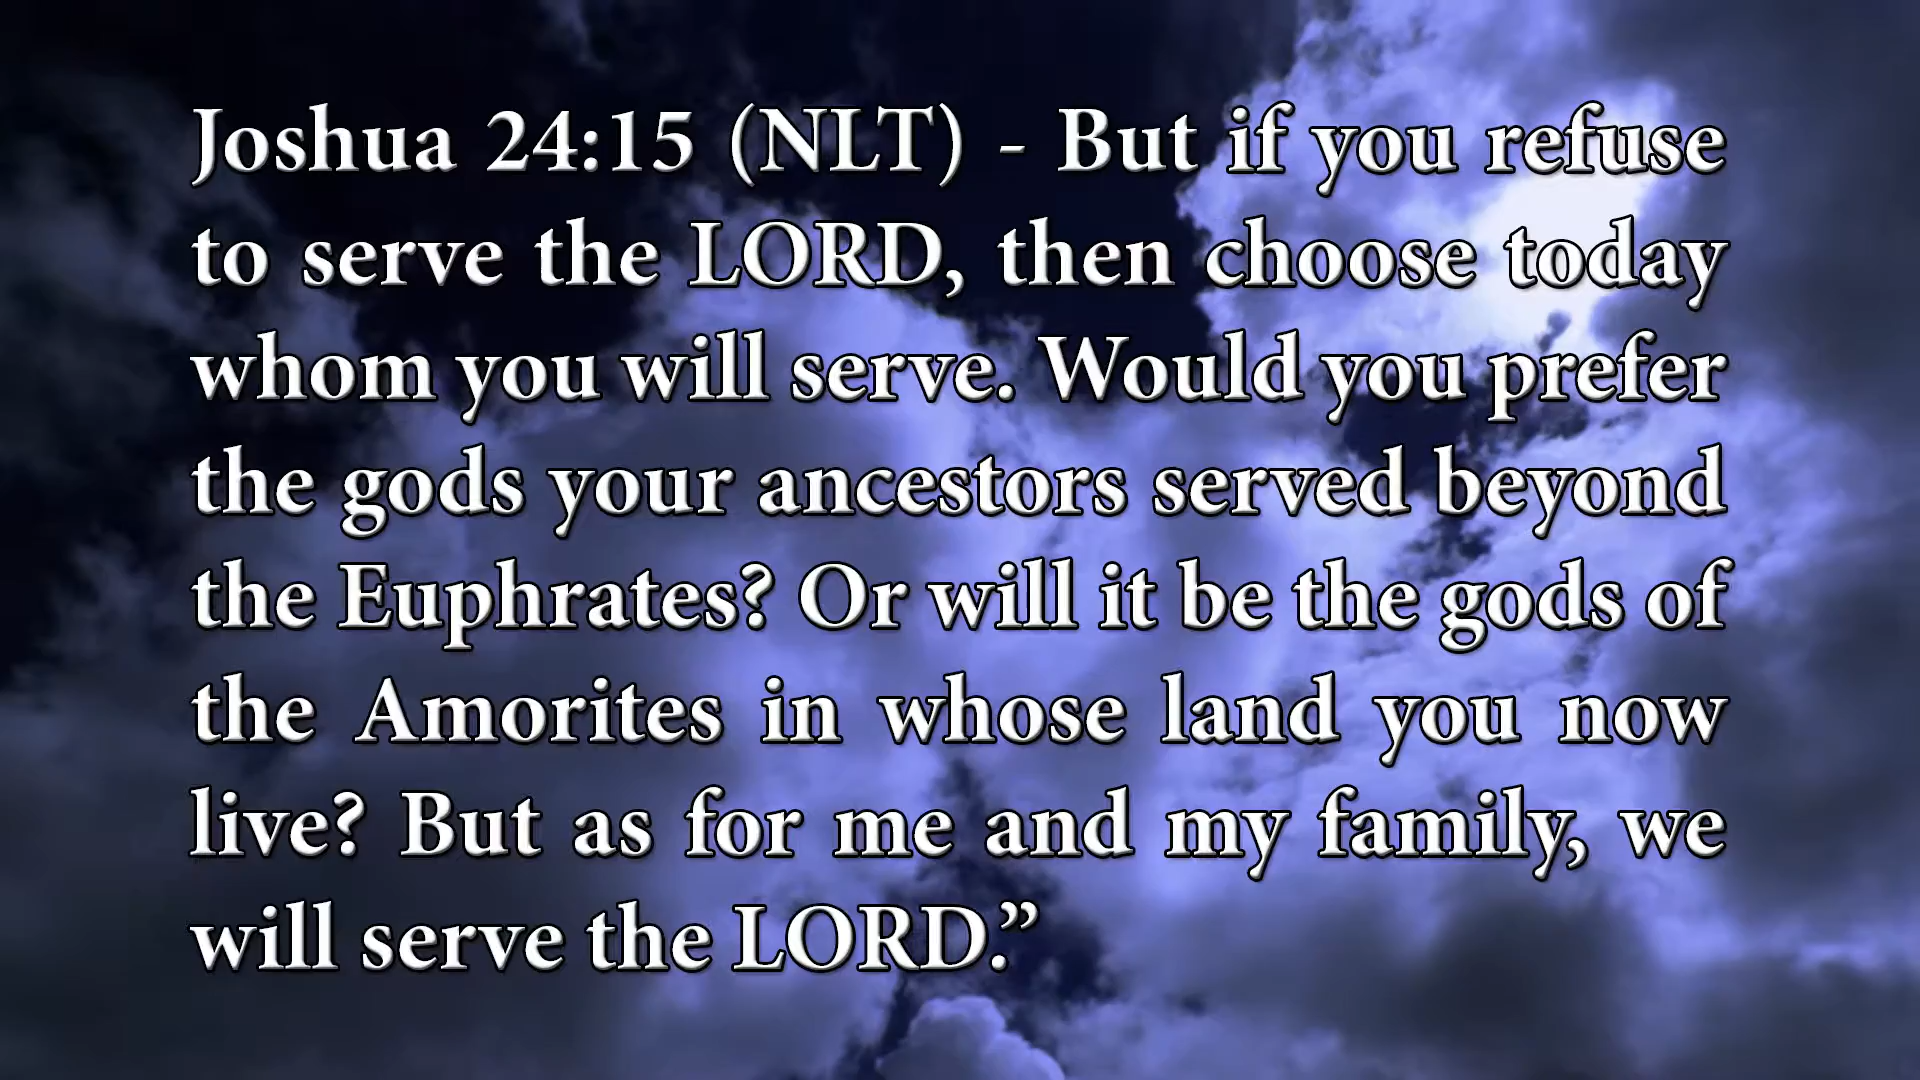 Joshua 24:15 (NLT) - But if you refuse
to serve the LORD, then choose today
whom you will serve. Would you prefer
the gods your ancestors served beyond
the Euphrates? Or will it be the gods of
the Amorites in whose land you now
live? But as for me and my family, we
will serve the LORD.”